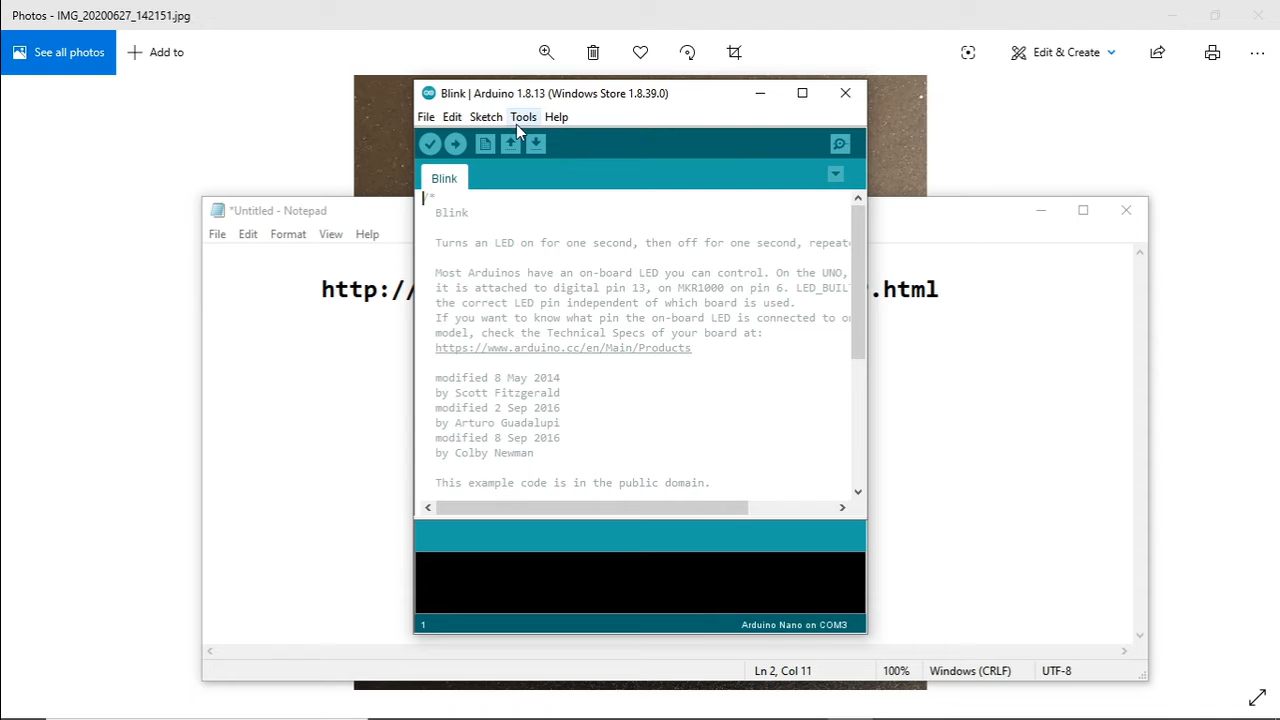 Photos - IMG_20200627_142151.jpg
See all photos
Add to
Edit & Create
Blink | Arduino 1.8.13 (Windows Store 1.8.39.0)
File Edit Sketch Tools Help
Blink
*Untitled - Notepad
File Edit Format View Help
http:// .html
/*
Blink
Turns an LED on for one second, then off for one second, repeate
Most Arduinos have an on-board LED you can control. On the UNO,
it is attached to digital pin 13, on MKR1000 on pin 6. LED_BUIL
the correct LED pin independent of which board is used.
If you want to know what pin the on-board LED is connected to o
model, check the Technical Specs of your board at:
https://www.arduino.cc/en/Main/Products
modified 8 May 2014
by Scott Fitzgerald
modified 2 Sep 2016
by Arturo Guadalupi
modified 8 Sep 2016
by Colby Newman
This example code is in the public domain.
1
Arduino Nano on COM3
Ln 2, Col 11
100%
Windows (CRLF)
UTF-8